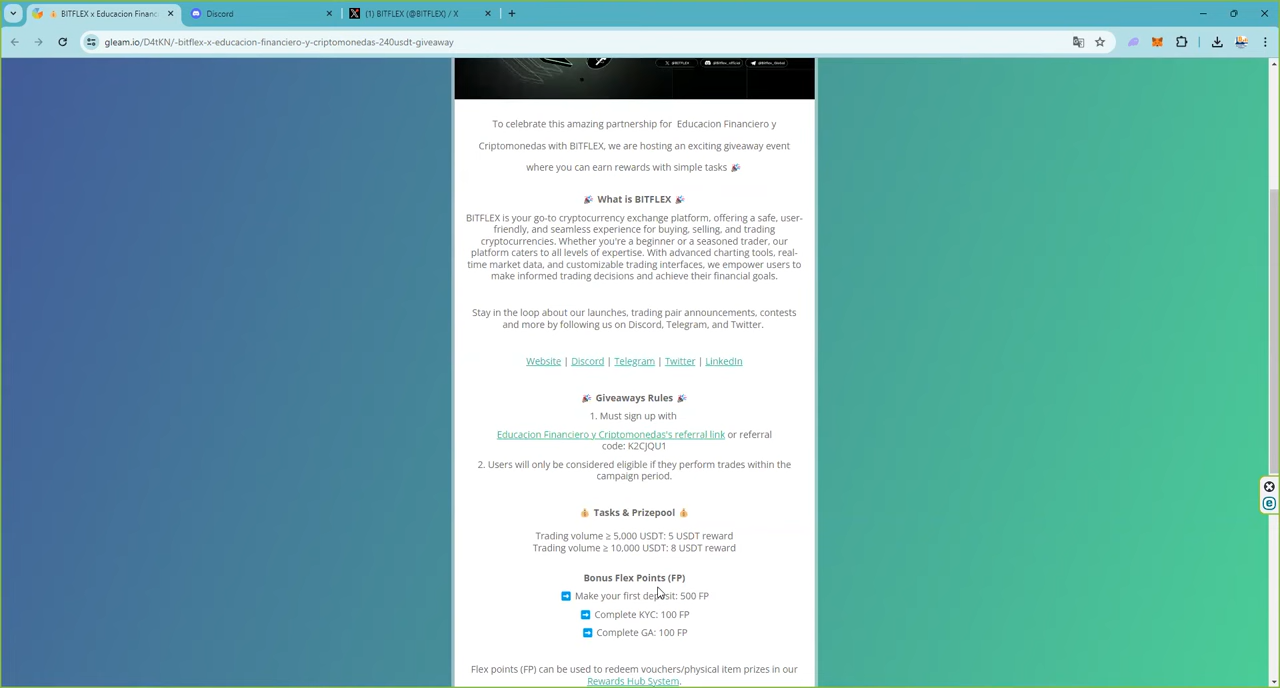 BITFLEX x Educacion Financ
Discord
(1) BITFLEX (@BITFLEX) / X
gleam.io/D4tKN/-bitflex-x-educacion-financiero-y-criptomonedas-240usdt-giveaway
@BITFLEX @Bitflex_official @Bitflex_Global
To celebrate this amazing partnership for Educacion Financiero y
Criptomonedas with BITFLEX, we are hosting an exciting giveaway event
where you can earn rewards with simple tasks 🎉
🎉 What is BITFLEX 🎉
BITFLEX is your go-to cryptocurrency exchange platform, offering a safe, user-
friendly, and seamless experience for buying, selling, and trading
cryptocurrencies. Whether you're a beginner or a seasoned trader, our
platform caters to all levels of expertise. With advanced charting tools, real-
time market data, and customizable trading interfaces, we empower users to
make informed trading decisions and achieve their financial goals.
Stay in the loop about our launches, trading pair announcements, contests
and more by following us on Discord, Telegram, and Twitter.
Website | Discord | Telegram | Twitter | LinkedIn
🎉 Giveaways Rules 🎉
1. Must sign up with
Educacion Financiero y Criptomonedas's referral link or referral
code: K2CJQU1
2. Users will only be considered eligible if they perform trades within the
campaign period.
💰 Tasks & Prizepool 💰
Trading volume ≥ 5,000 USDT: 5 USDT reward
Trading volume ≥ 10,000 USDT: 8 USDT reward
Bonus Flex Points (FP)
➡️ Make your first deposit: 500 FP
➡️ Complete KYC: 100 FP
➡️ Complete GA: 100 FP
Flex points (FP) can be used to redeem vouchers/physical item prizes in our
Rewards Hub System.